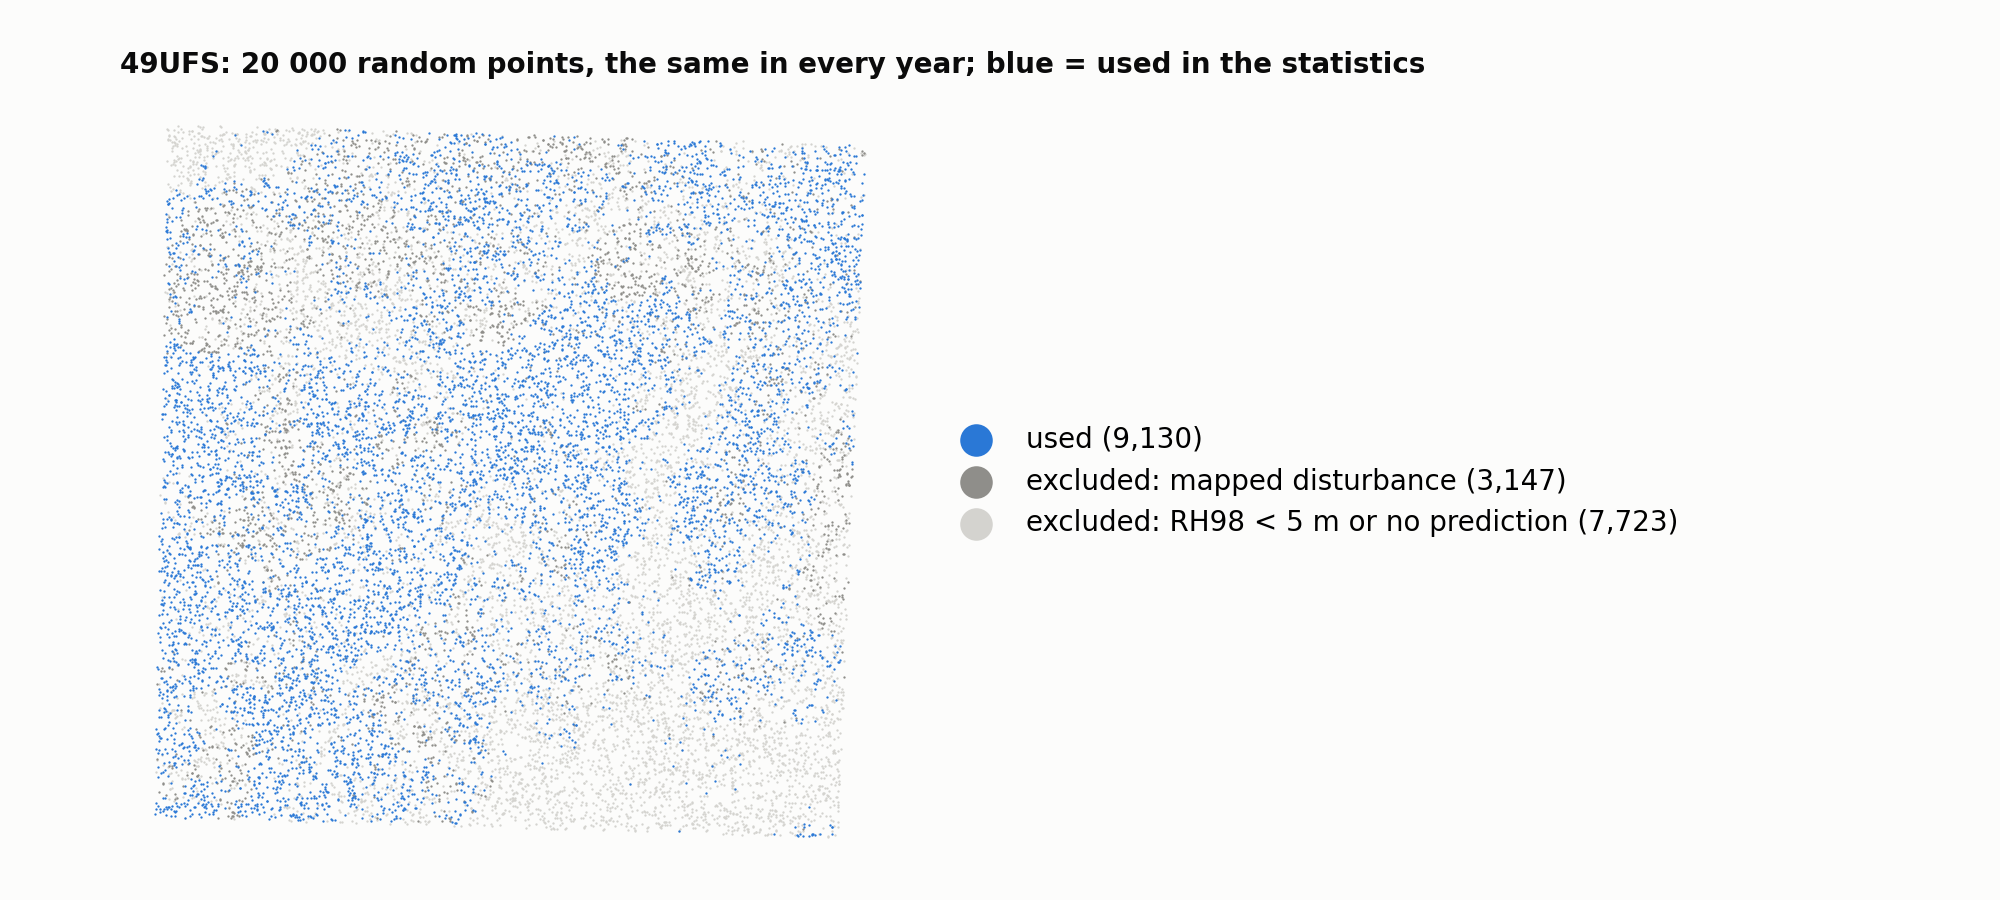 49UFS: 20 000 random points, the same in every year; blue = used in the statistics
used (9,130)
excluded: mapped disturbance (3,147)
excluded: RH98 < 5 m or no prediction (7,723)